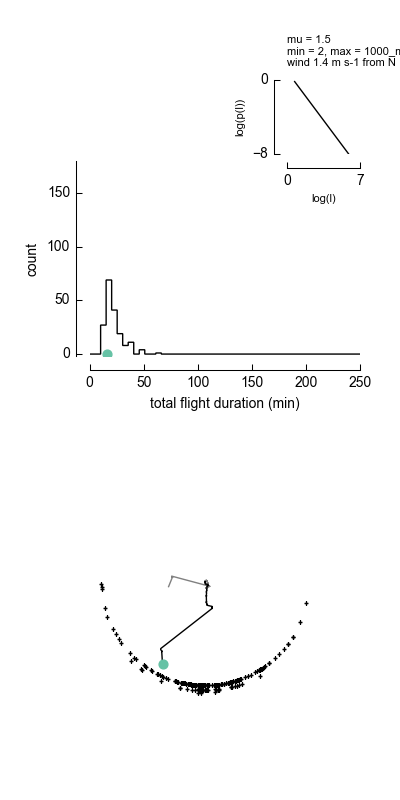 mu = 1.5
min = 2, max = 1000_m
wind 1.4 m s-1 from N
0
log(p(l))
−8
0 7
log(l)
150
100
count
50
0
0 50 100 150 200 250
total flight duration (min)